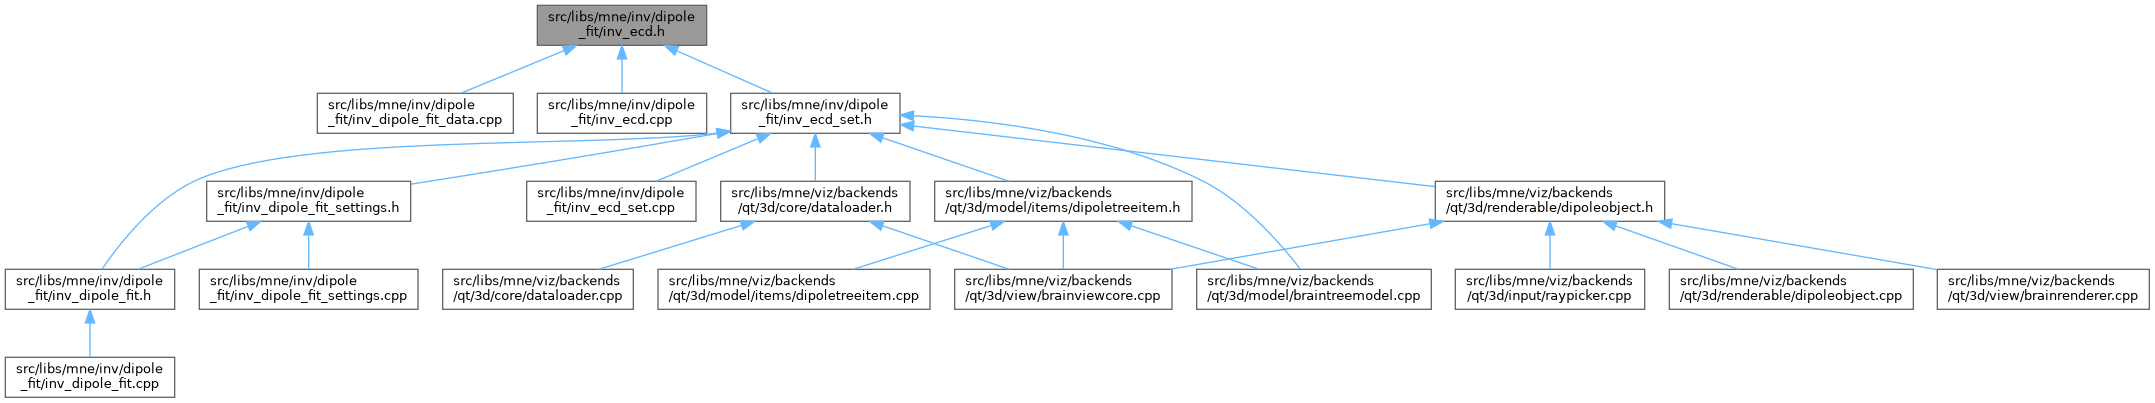 src/libs/mne/inv/dipole
_fit/inv_ecd.h
src/libs/mne/inv/dipole
_fit/inv_dipole_fit_data.cpp
src/libs/mne/inv/dipole
_fit/inv_ecd.cpp
src/libs/mne/inv/dipole
_fit/inv_ecd_set.h
src/libs/mne/inv/dipole
_fit/inv_dipole_fit_settings.h
src/libs/mne/inv/dipole
_fit/inv_ecd_set.cpp
src/libs/mne/viz/backends
/qt/3d/core/dataloader.h
src/libs/mne/viz/backends
/qt/3d/model/items/dipoletreeitem.h
src/libs/mne/viz/backends
/qt/3d/renderable/dipoleobject.h
src/libs/mne/inv/dipole
_fit/inv_dipole_fit.h
src/libs/mne/inv/dipole
_fit/inv_dipole_fit_settings.cpp
src/libs/mne/viz/backends
/qt/3d/core/dataloader.cpp
src/libs/mne/viz/backends
/qt/3d/model/items/dipoletreeitem.cpp
src/libs/mne/viz/backends
/qt/3d/view/brainviewcore.cpp
src/libs/mne/viz/backends
/qt/3d/model/braintreemodel.cpp
src/libs/mne/viz/backends
/qt/3d/input/raypicker.cpp
src/libs/mne/viz/backends
/qt/3d/renderable/dipoleobject.cpp
src/libs/mne/viz/backends
/qt/3d/view/brainrenderer.cpp
src/libs/mne/inv/dipole
_fit/inv_dipole_fit.cpp